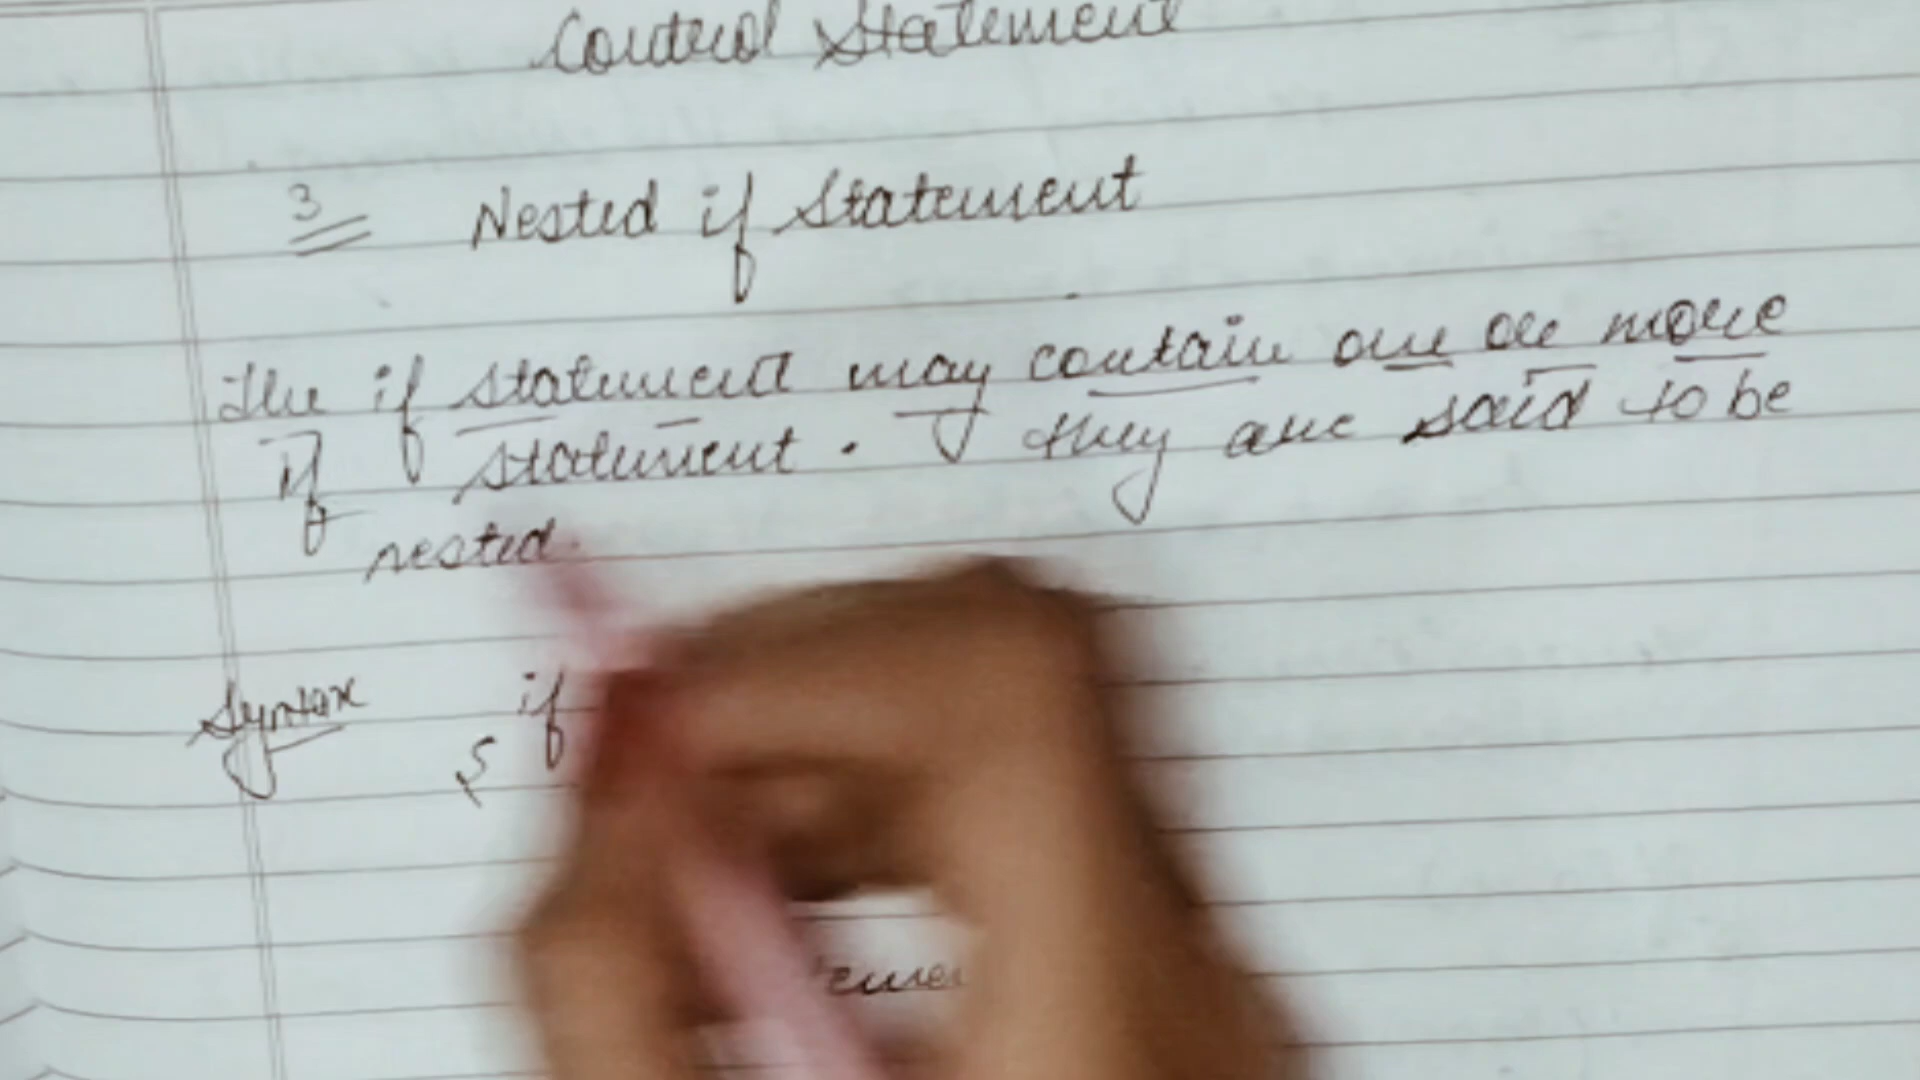 Control Statement
3 Nested if Statement
The if statement may contain one or more
if statement. they are said to be
nested.
Syntax if
{